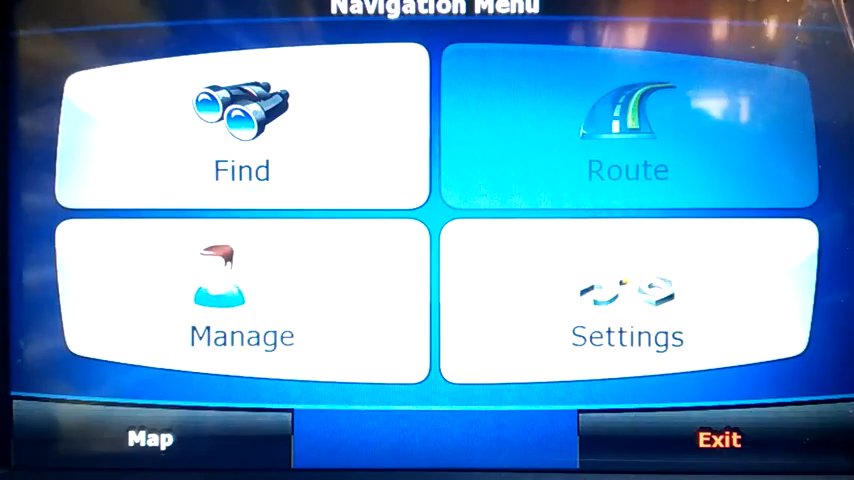 Navigation Menu
Find
Route
Manage
Settings
Map
Exit